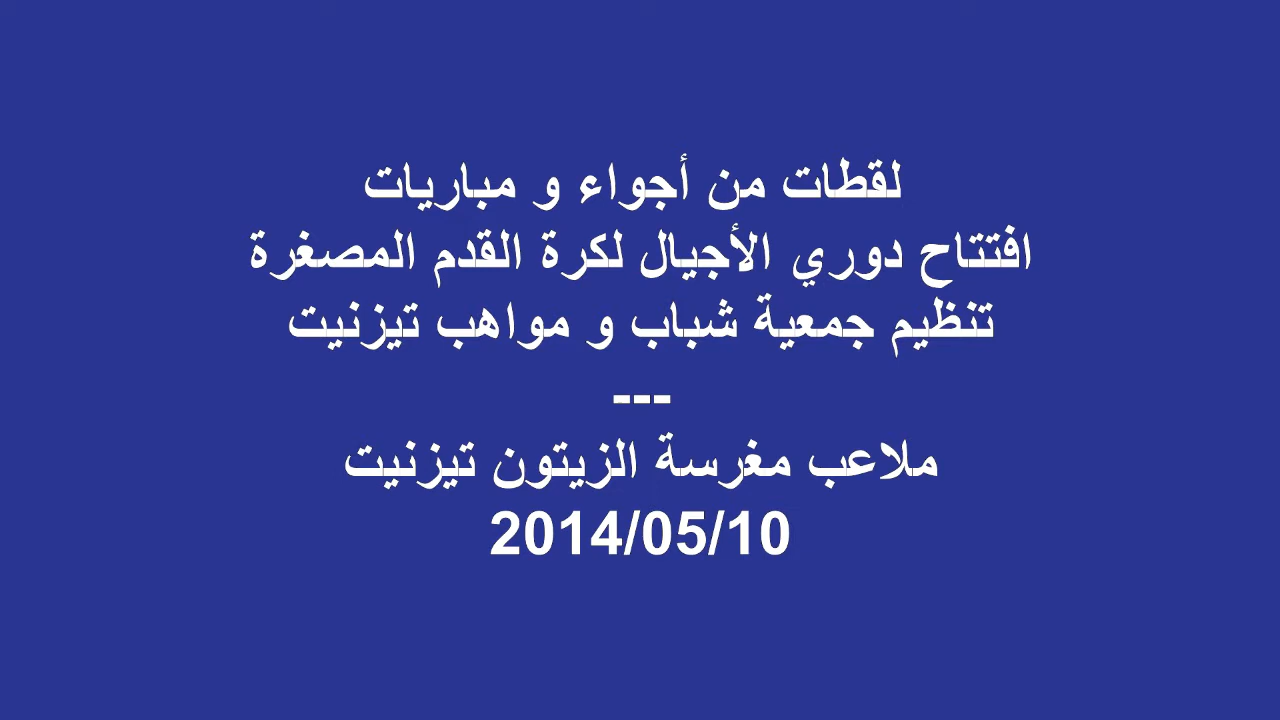 لقطات من أجواء و مباريات
افتتاح دوري الأجيال لكرة القدم المصغرة
تنظيم جمعية شباب و مواهب تيزنيت
---
ملاعب مغرسة الزيتون تيزنيت
2014/05/10